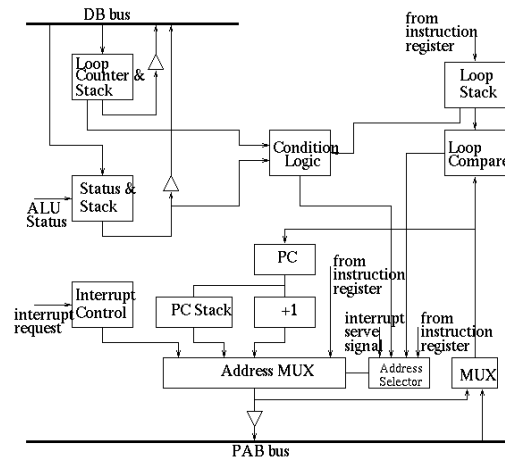 DB bus
from
instruction
register
Loop
Counter &
Stack
Loop
Stack
Condition
Logic
Loop
Compare
Status &
Stack
ALU
Status
PC
from
instruction
register
Interrupt
Control
interrupt
request
PC Stack
+1
interrupt
serve
signal
from
instruction
register
Address MUX
Address
Selector
MUX
PAB bus